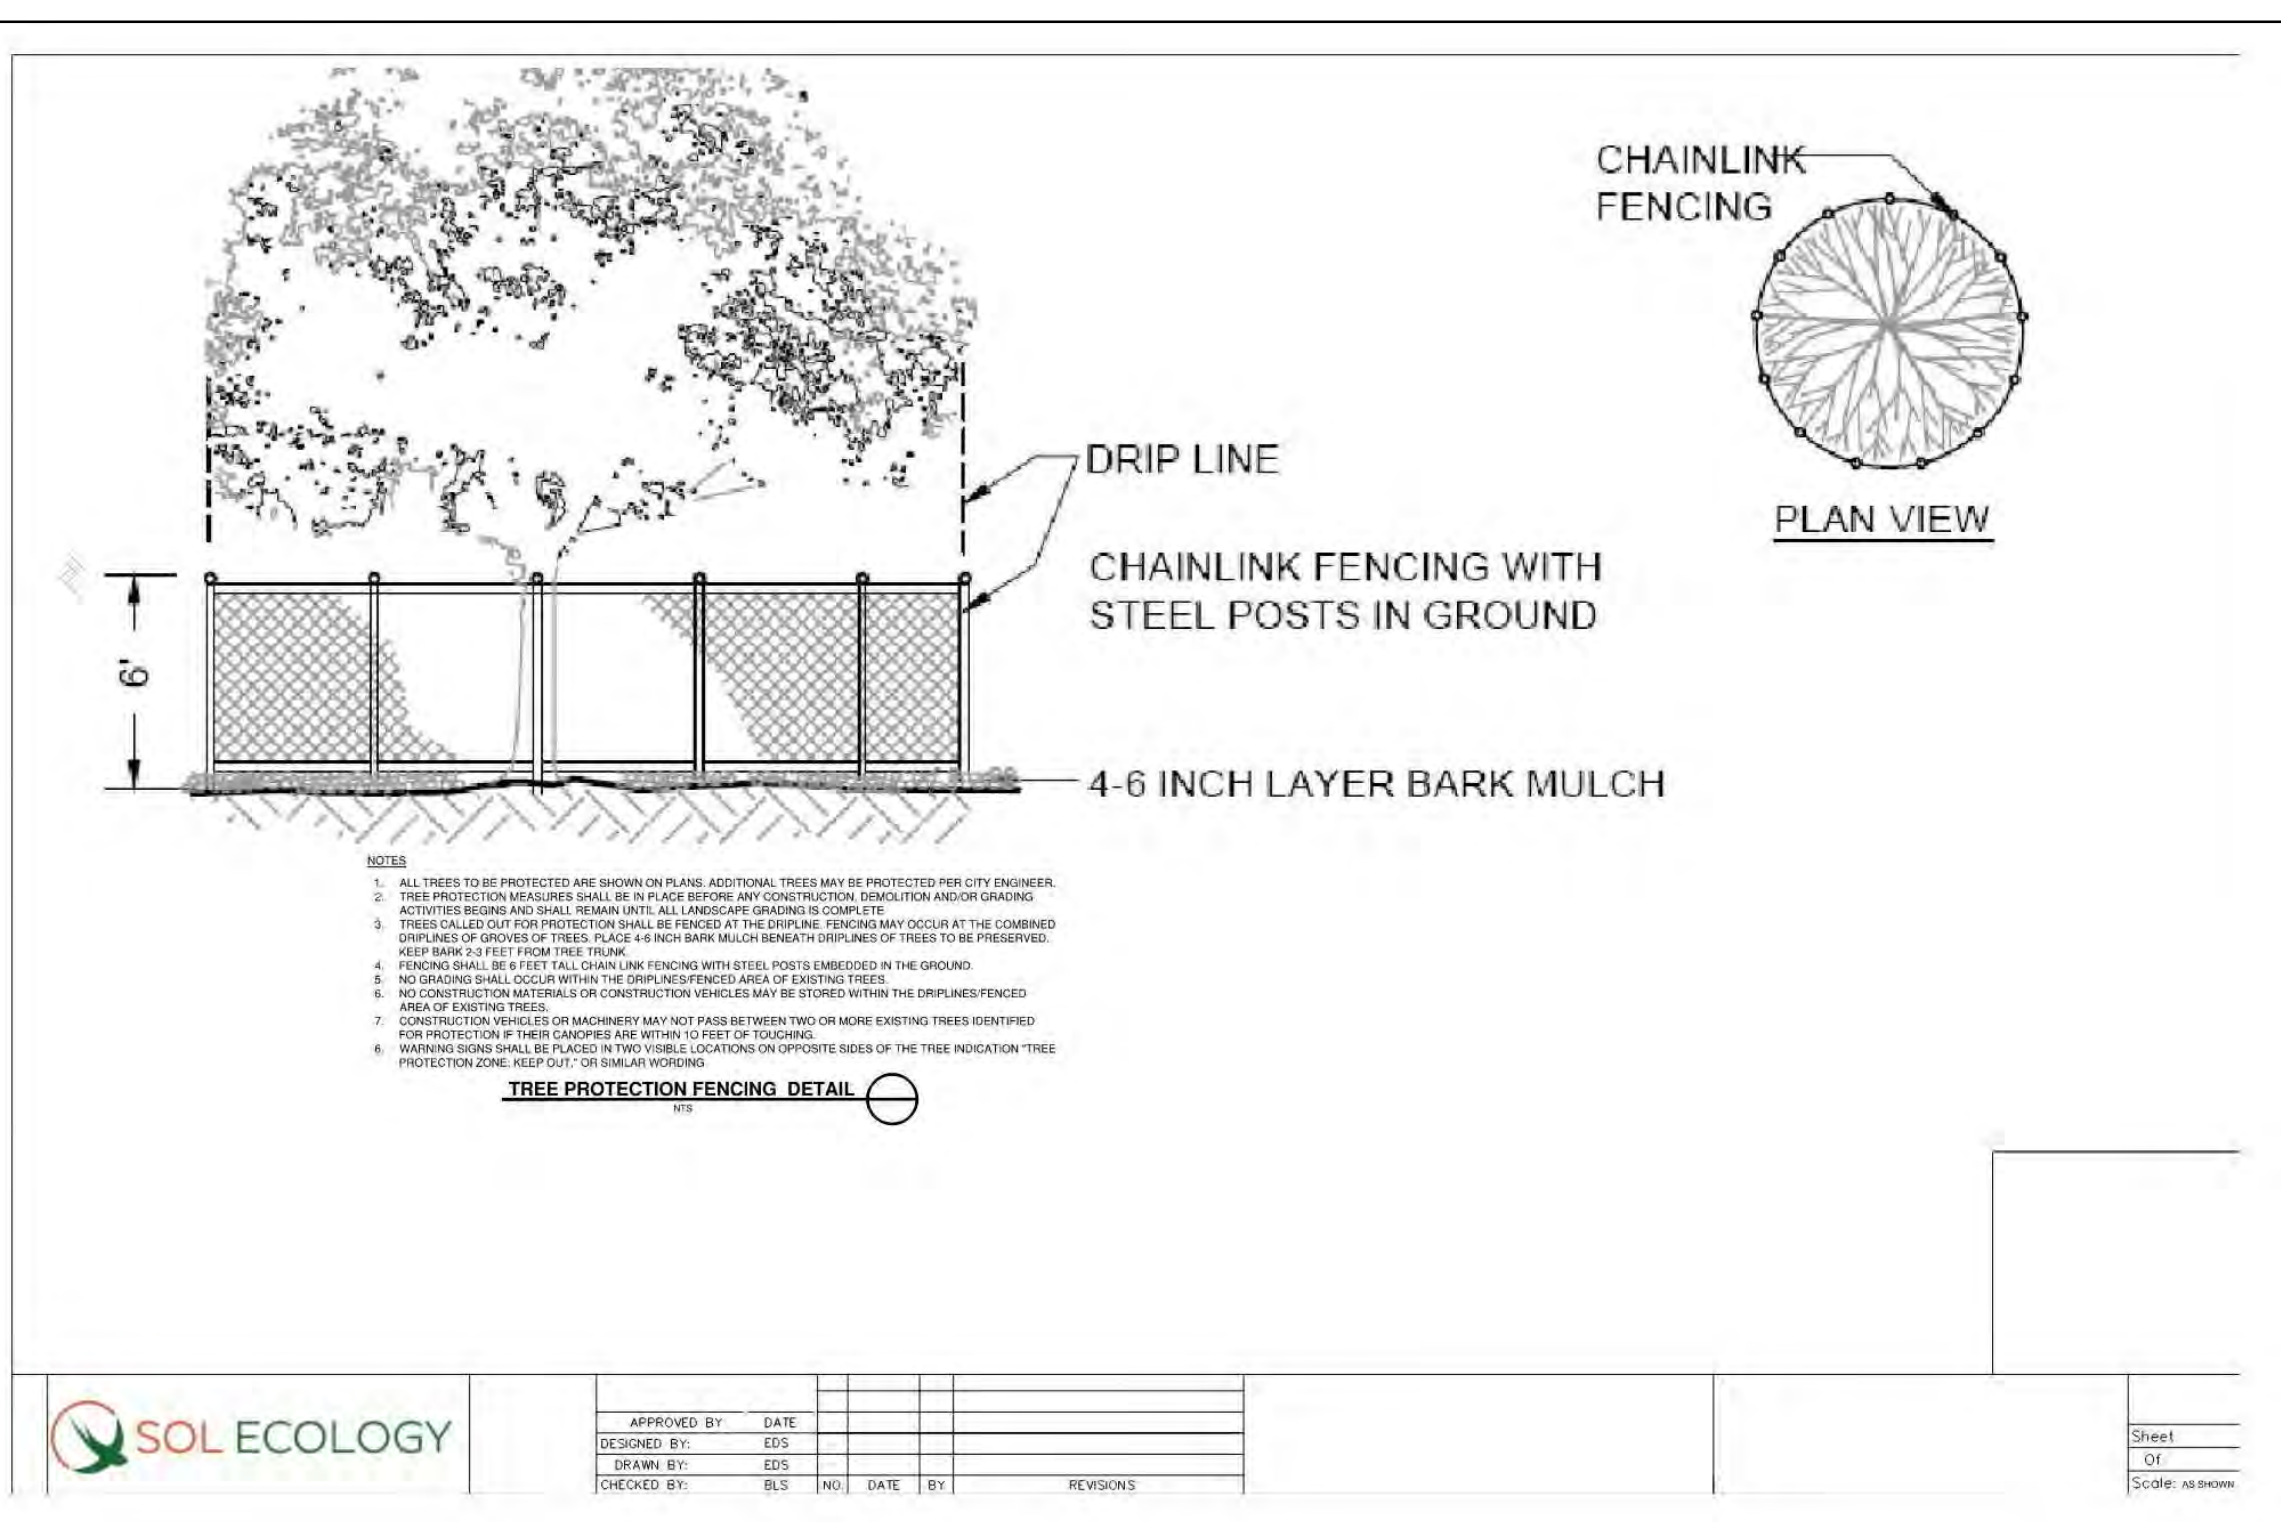 CHAINLINK
FENCING
PLAN VIEW
DRIP LINE
CHAINLINK FENCING WITH
STEEL POSTS IN GROUND
6'
4-6 INCH LAYER BARK MULCH
NOTES
1. ALL TREES TO BE PROTECTED ARE SHOWN ON PLANS. ADDITIONAL TREES MAY BE PROTECTED PER CITY ENGINEER.
2. TREE PROTECTION MEASURES SHALL BE IN PLACE BEFORE ANY CONSTRUCTION, DEMOLITION AND/OR GRADING
ACTIVITIES BEGINS AND SHALL REMAIN UNTIL ALL LANDSCAPE GRADING IS COMPLETE
3. TREES CALLED OUT FOR PROTECTION SHALL BE FENCED AT THE DRIPLINE. FENCING MAY OCCUR AT THE COMBINED
DRIPLINES OF GROVES OF TREES. PLACE 4-6 INCH BARK MULCH BENEATH DRIPLINES OF TREES TO BE PRESERVED.
KEEP BARK 2-3 FEET FROM TREE TRUNK.
4. FENCING SHALL BE 6 FEET TALL CHAIN LINK FENCING WITH STEEL POSTS EMBEDDED IN THE GROUND.
5. NO GRADING SHALL OCCUR WITHIN THE DRIPLINES/FENCED AREA OF EXISTING TREES.
6. NO CONSTRUCTION MATERIALS OR CONSTRUCTION VEHICLES MAY BE STORED WITHIN THE DRIPLINES/FENCED
AREA OF EXISTING TREES.
7. CONSTRUCTION VEHICLES OR MACHINERY MAY NOT PASS BETWEEN TWO OR MORE EXISTING TREES IDENTIFIED
FOR PROTECTION IF THEIR CANOPIES ARE WITHIN 10 FEET OF TOUCHING.
6. WARNING SIGNS SHALL BE PLACED IN TWO VISIBLE LOCATIONS ON OPPOSITE SIDES OF THE TREE INDICATION "TREE
PROTECTION ZONE: KEEP OUT," OR SIMILAR WORDING
TREE PROTECTION FENCING DETAIL
NTS
SOL ECOLOGY
APPROVED BY DATE
DESIGNED BY: EDS
DRAWN BY: EDS
CHECKED BY: BLS
NO. DATE BY REVISIONS
Sheet
Of
Scale: AS SHOWN